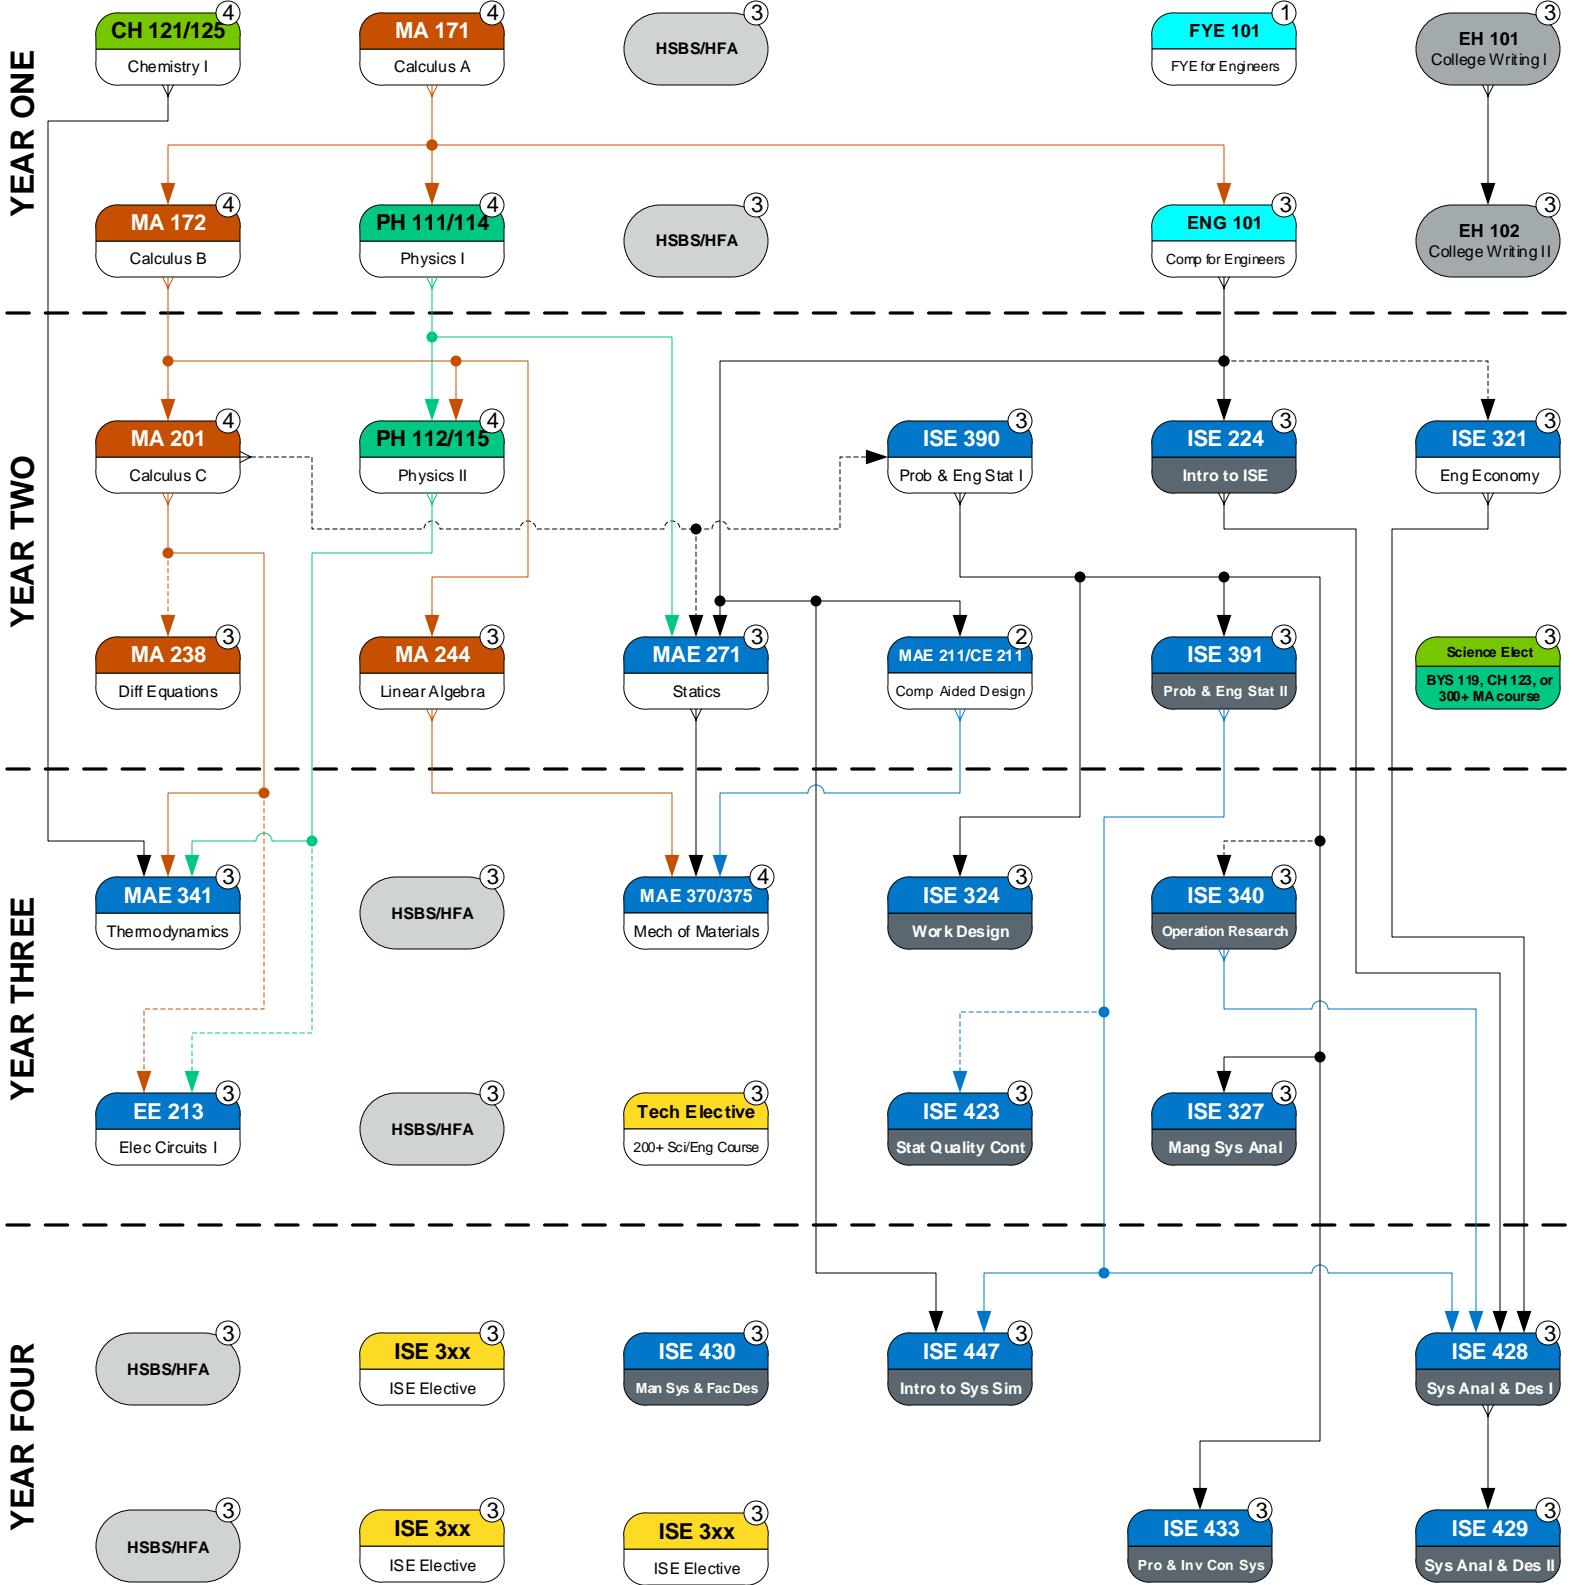 YEAR ONE
4
CH 121/125
Chemistry I
4
MA 171
Calculus A
3
HSBS/HFA
1
FYE 101
FYE for Engineers
3
EH 101
College Writing I
4
MA 172
Calculus B
4
PH 111/114
Physics I
3
HSBS/HFA
3
ENG 101
Comp for Engineers
3
EH 102
College Writing II
YEAR TWO
4
MA 201
Calculus C
4
PH 112/115
Physics II
3
ISE 390
Prob & Eng Stat I
3
ISE 224
Intro to ISE
3
ISE 321
Eng Economy
3
MA 238
Diff Equations
3
MA 244
Linear Algebra
3
MAE 271
Statics
2
MAE 211/CE 211
Comp Aided Design
3
ISE 391
Prob & Eng Stat II
3
Science Elect
BYS 119, CH 123, or
300+ MA course
YEAR THREE
3
MAE 341
Thermodynamics
3
HSBS/HFA
4
MAE 370/375
Mech of Materials
3
ISE 324
Work Design
3
ISE 340
Operation Research
3
EE 213
Elec Circuits I
3
HSBS/HFA
3
Tech Elective
200+ Sci/Eng Course
3
ISE 423
Stat Quality Cont
3
ISE 327
Mang Sys Anal
YEAR FOUR
3
HSBS/HFA
3
ISE 3xx
ISE Elective
3
ISE 430
Man Sys & Fac Des
3
ISE 447
Intro to Sys Sim
3
ISE 428
Sys Anal & Des I
3
HSBS/HFA
3
ISE 3xx
ISE Elective
3
ISE 3xx
ISE Elective
3
ISE 433
Pro & Inv Con Sys
3
ISE 429
Sys Anal & Des II